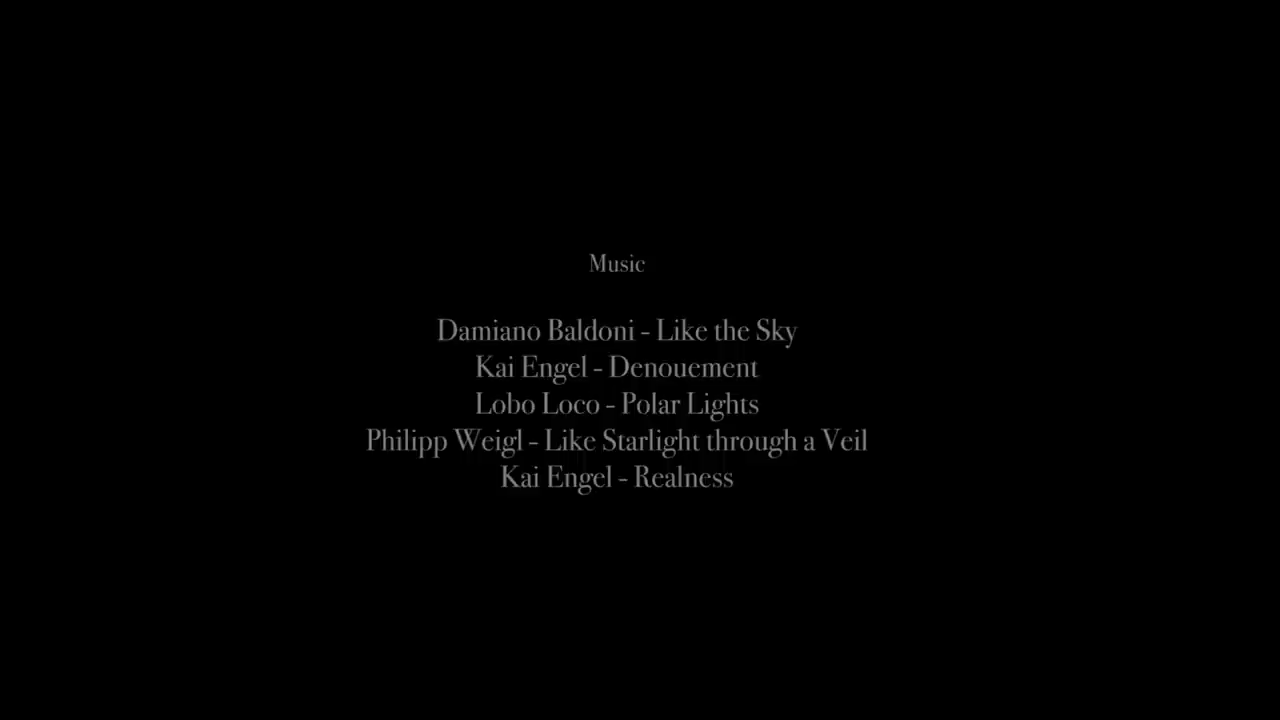 Music
Damiano Baldoni - Like the Sky
Kai Engel - Denouement
Lobo Loco - Polar Lights
Philipp Weigl - Like Starlight through a Veil
Kai Engel - Realness